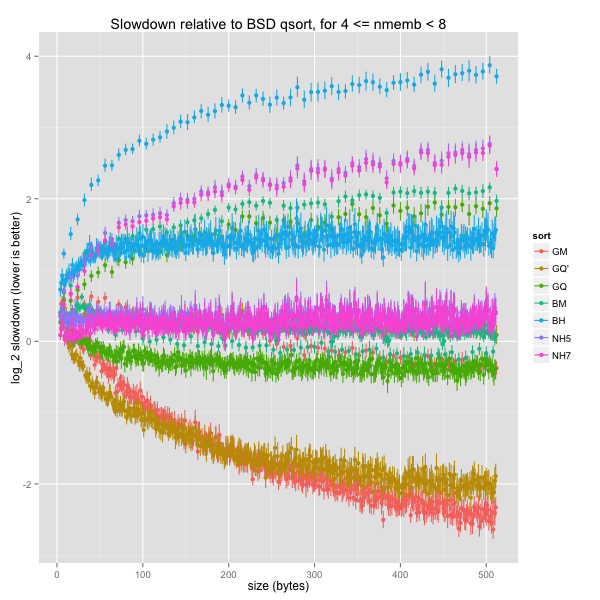 Slowdown relative to BSD qsort, for 4 <= nmemb < 8
log_2 slowdown (lower is better)
4
2
0
-2
0
100
200
300
400
500
size (bytes)
sort
GM
GQ'
GQ
BM
BH
NH5
NH7